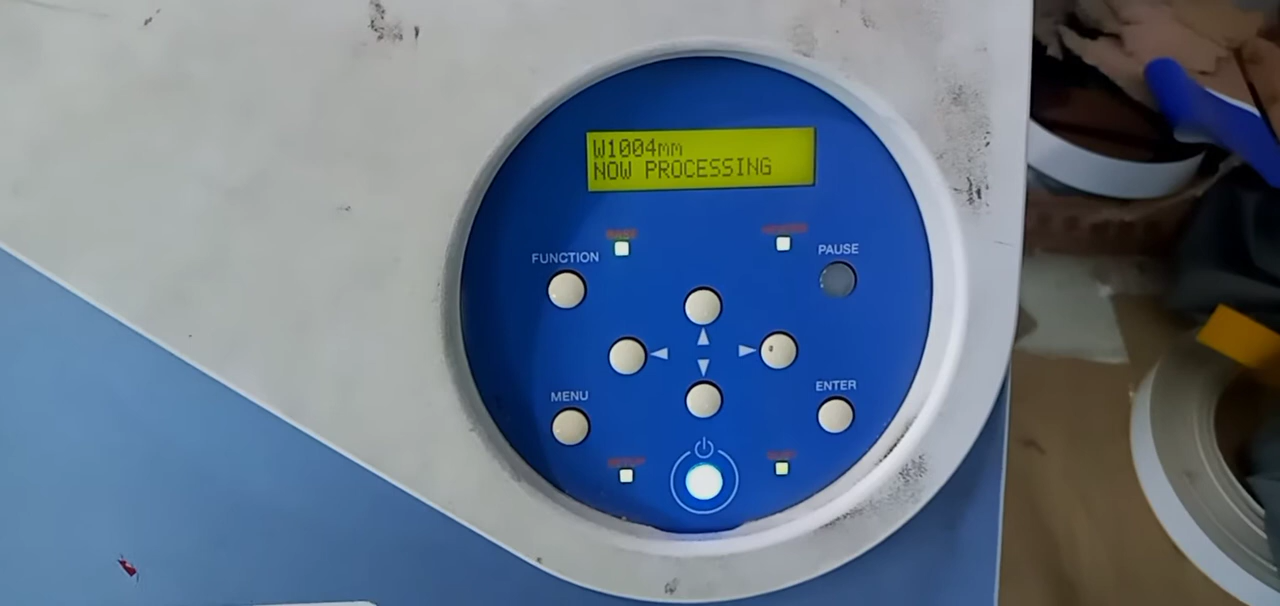 W1004mm
NOW PROCESSING
FUNCTION
PAUSE
MENU
ENTER